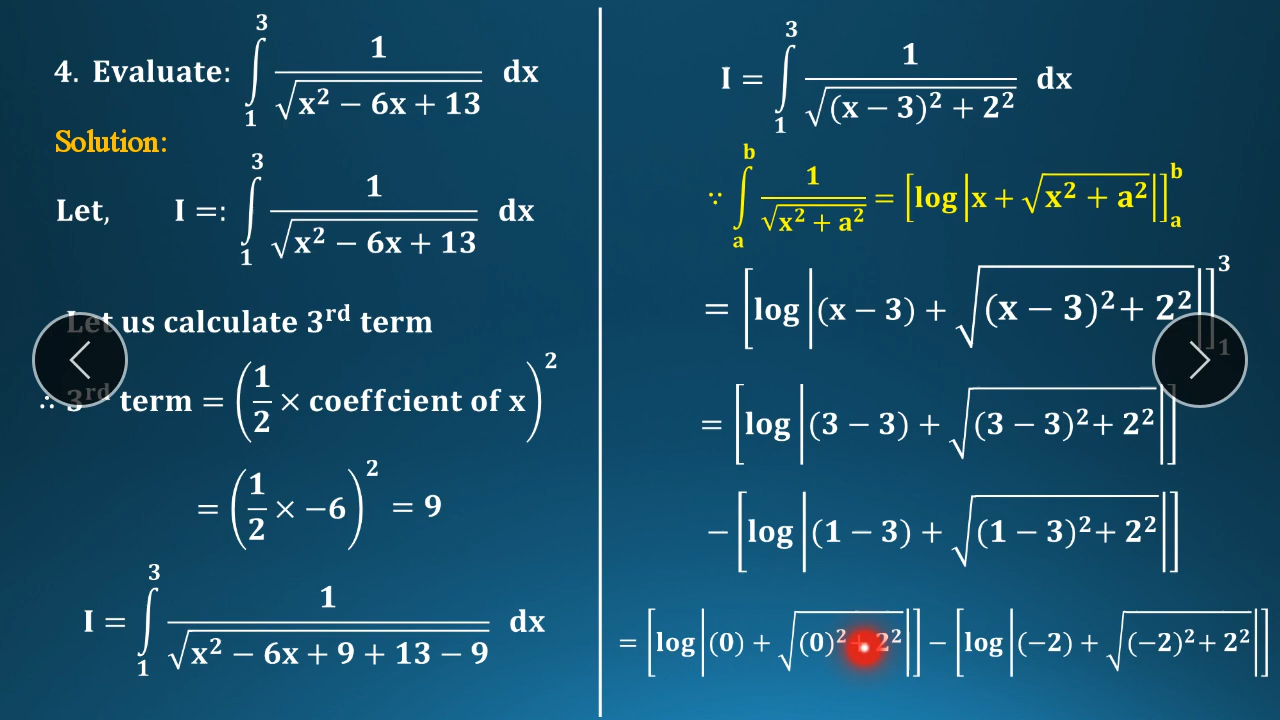 4. Evaluate: ∫₁³ 1/√(x² − 6x + 13) dx
Solution:
Let, I =: ∫₁³ 1/√(x² − 6x + 13) dx
Let us calculate 3ʳᵈ term
∴ 3ʳᵈ term = (1/2 × coeffcient of x)²
= (1/2 × −6)² = 9
I = ∫₁³ 1/√(x² − 6x + 9 + 13 − 9) dx
I = ∫₁³ 1/√((x − 3)² + 2²) dx
∵ ∫ₐᵇ 1/√(x² + a²) = [log|x + √(x² + a²)|]ₐᵇ
= [log|(x − 3) + √((x − 3)² + 2²)|]₁³
= [log|(3 − 3) + √((3 − 3)² + 2²)|]
− [log|(1 − 3) + √((1 − 3)² + 2²)|]
= [log|(0) + √((0)² + 2²)|] − [log|(−2) + √((−2)² + 2²)|]